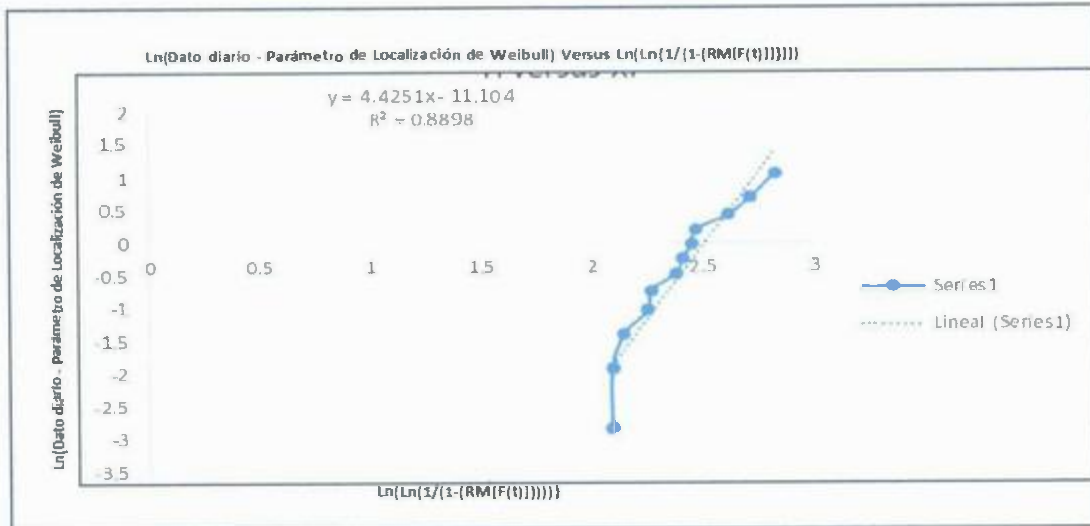 Ln(Dato diario - Parámetro de Localización de Weibull) Versus Ln(Ln{1/(1-(RM[F(t)]]}))}
y = 4.4251x- 11.104
R² = 0.8898
Ln(Dato diario - parámetro de Localización de Weibull)
2
1.5
1
0.5
0
-0.5
-1
-1.5
-2
-2.5
-3
-3.5
0 0.5 1 1.5 2 2.5 3
Series1
Lineal (Series1)
Ln(Ln(1/(1-(RM[F(t)]))))}